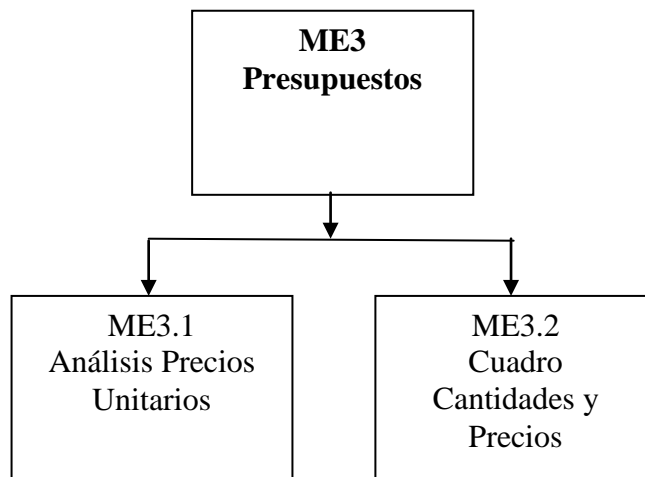 ME3
Presupuestos
ME3.1
Análisis Precios
Unitarios
ME3.2
Cuadro
Cantidades y
Precios